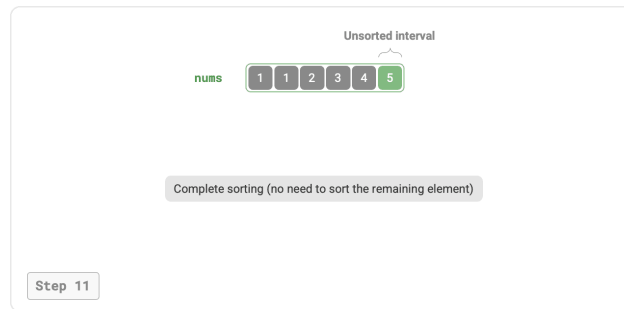 Unsorted interval
nums 1 1 2 3 4 5
Complete sorting (no need to sort the remaining element)
Step 11